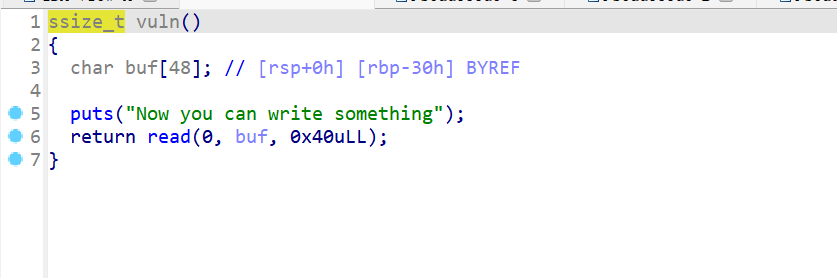 1 ssize_t vuln()
2 {
3 char buf[48]; // [rsp+0h] [rbp-30h] BYREF
4
5 puts("Now you can write something");
6 return read(0, buf, 0x40uLL);
7 }